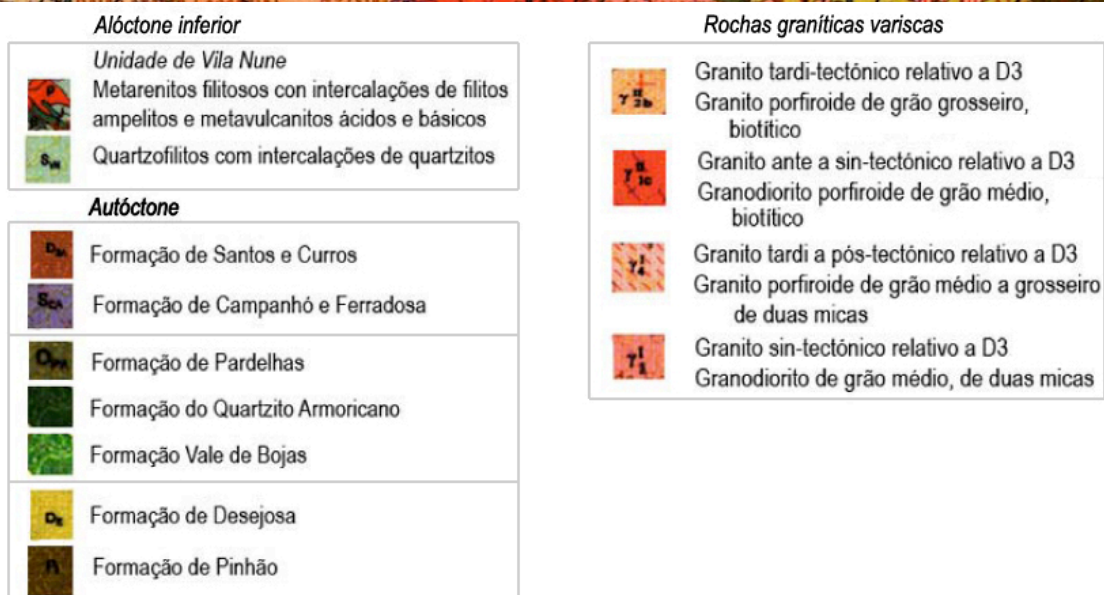 Alóctone inferior
Unidade de Vila Nune
Metarenitos filitosos con intercalações de filitos
ampelitos e metavulcanitos ácidos e básicos
S
Quartzofilitos com intercalações de quartzitos
Autóctone
Formação de Santos e Curros
Formação de Campanhó e Ferradosa
Formação de Pardelhas
Formação do Quartzito Armoricano
Formação Vale de Bojas
Formação de Desejosa
Formação de Pinhão
Rochas graníticas variscas
Granito tardi-tectónico relativo a D3
Granito porfiroide de grão grosseiro,
biotítico
Granito ante a sin-tectónico relativo a D3
Granodiorito porfiroide de grão médio,
biotítico
Granito tardi a pós-tectónico relativo a D3
Granito porfiroide de grão médio a grosseiro
de duas micas
Granito sin-tectónico relativo a D3
Granodiorito de grão médio, de duas micas